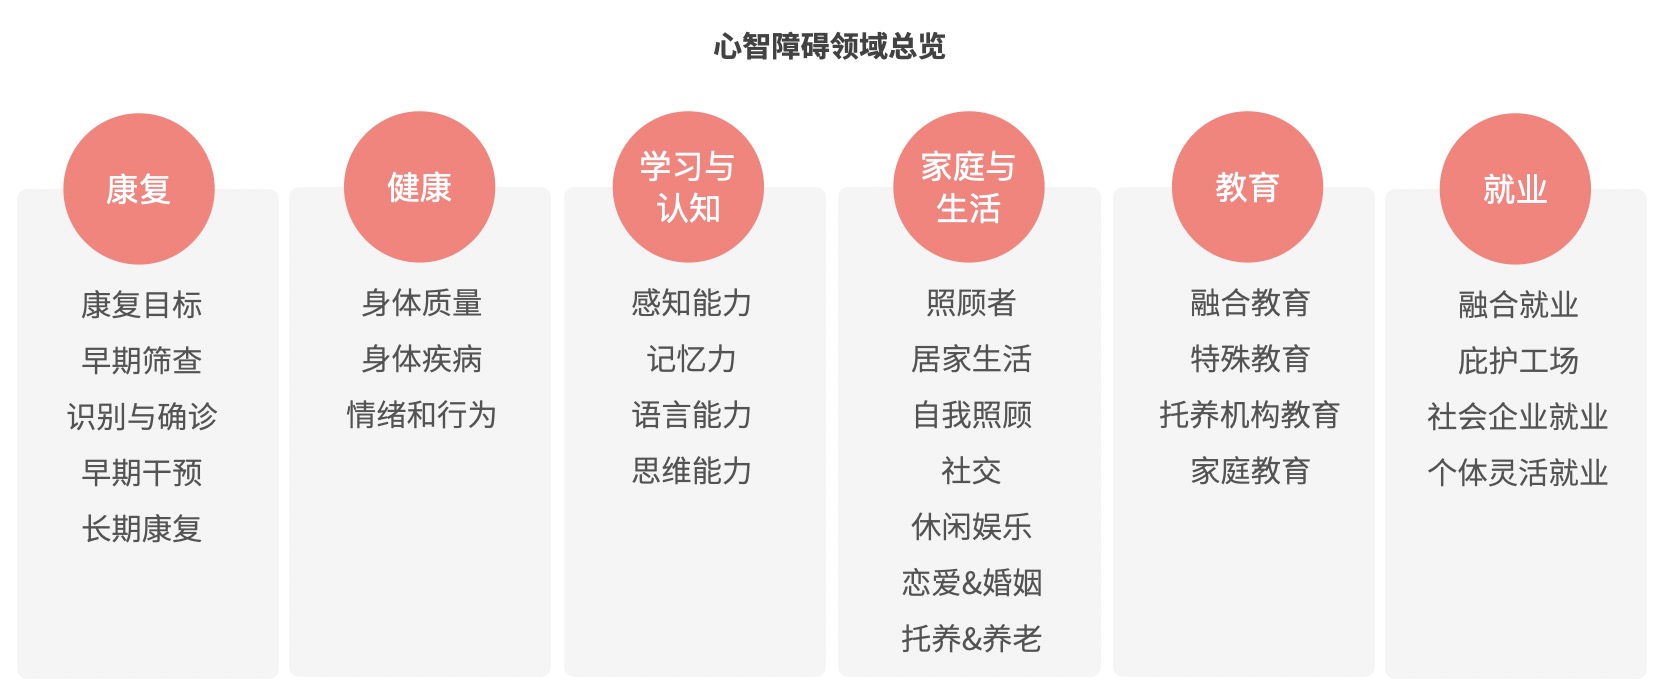 心智障碍领域总览
康复
康复目标
早期筛查
识别与确诊
早期干预
长期康复
健康
身体质量
身体疾病
情绪和行为
学习与
认知
感知能力
记忆力
语言能力
思维能力
家庭与
生活
照顾者
居家生活
自我照顾
社交
休闲娱乐
恋爱&婚姻
托养&养老
教育
融合教育
特殊教育
托养机构教育
家庭教育
就业
融合就业
庇护工场
社会企业就业
个体灵活就业